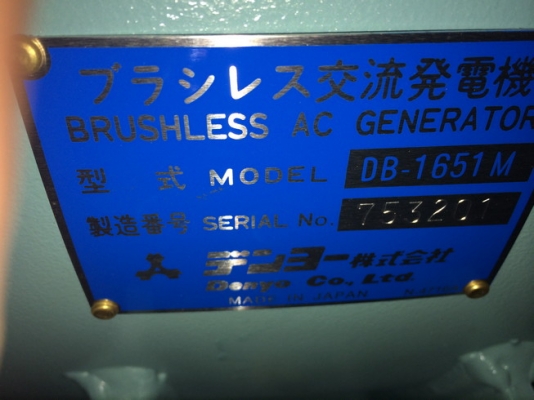 ブラシレス交流発電機
BRUSHLESS AC GENERATOR
型 式 MODEL DB-1651M
製造番号 SERIAL No. 753201
デンヨー株式会社
Denyo Co., Ltd.
MADE IN JAPAN